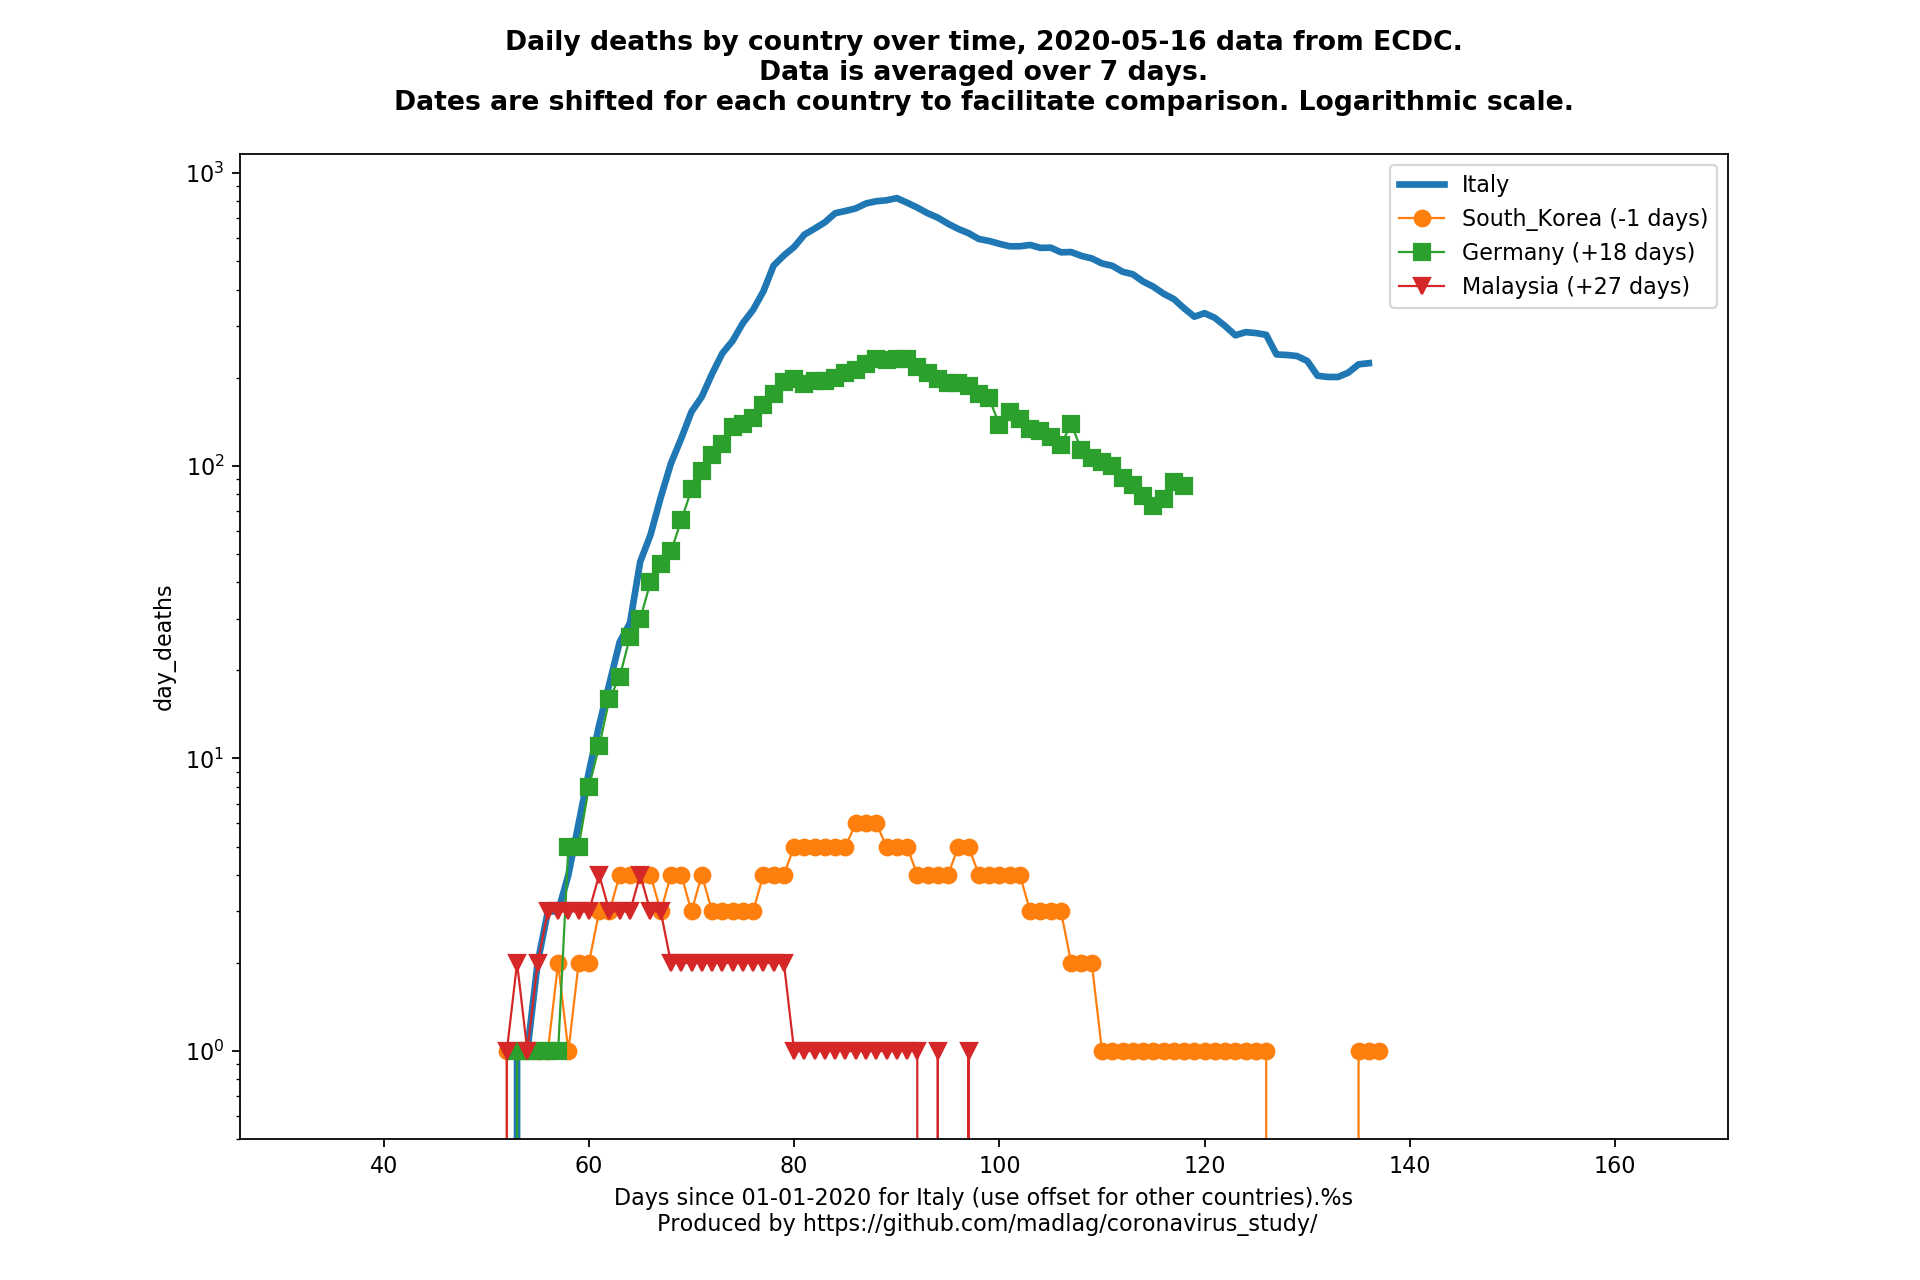 Daily deaths by country over time, 2020-05-16 data from ECDC.
Data is averaged over 7 days.
Dates are shifted for each country to facilitate comparison. Logarithmic scale.
10³
10²
10¹
10⁰
day_deaths
Italy
South_Korea (-1 days)
Germany (+18 days)
Malaysia (+27 days)
40 60 80 100 120 140 160
Days since 01-01-2020 for Italy (use offset for other countries).%s
Produced by https://github.com/madlag/coronavirus_study/